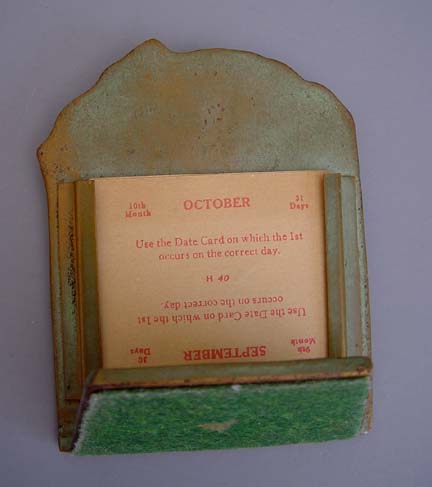 10th Month OCTOBER 31 Days
Use the Date Card on which the 1st
occurs on the correct day.
H 40
Use the Date Card on which the 1st
occurs on the correct day.
9th Month SEPTEMBER 30 Days